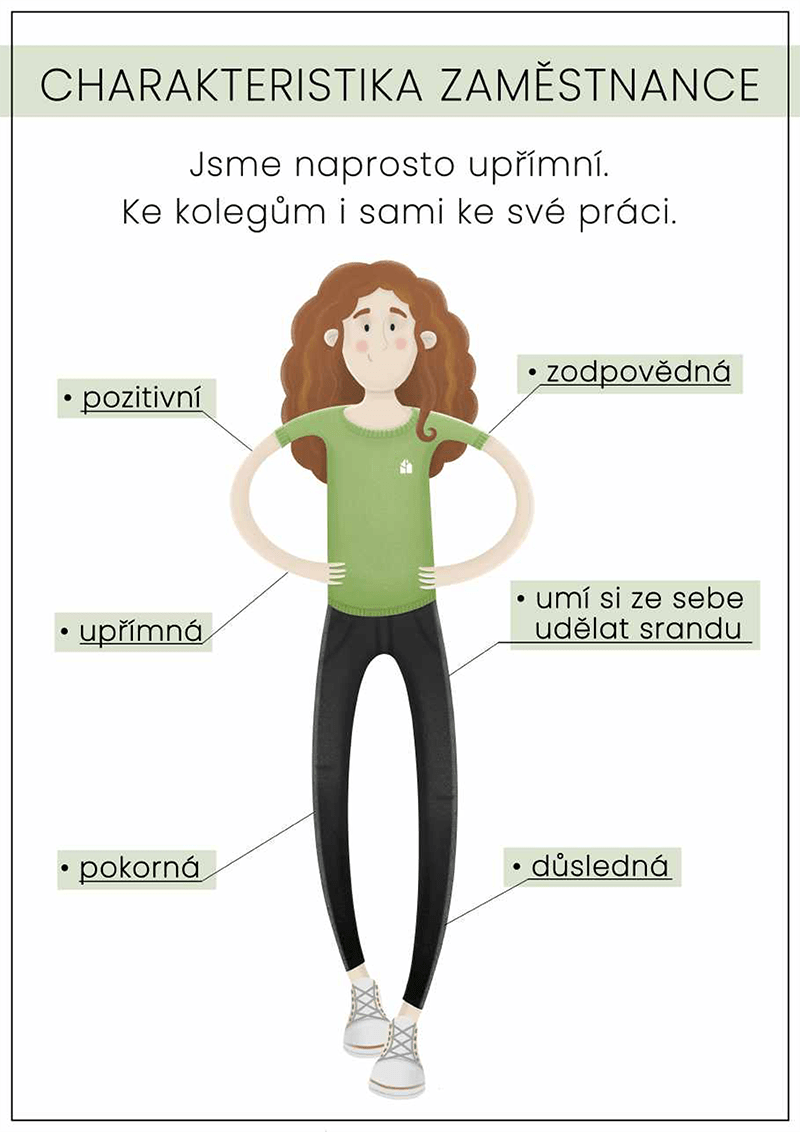 CHARAKTERISTIKA ZAMĚSTNANCE
Jsme naprosto upřímní.
Ke kolegům i sami ke své práci.
• pozitivní
• zodpovědná
• upřímná
• umí si ze sebe
udělat srandu
• pokorná
• důsledná